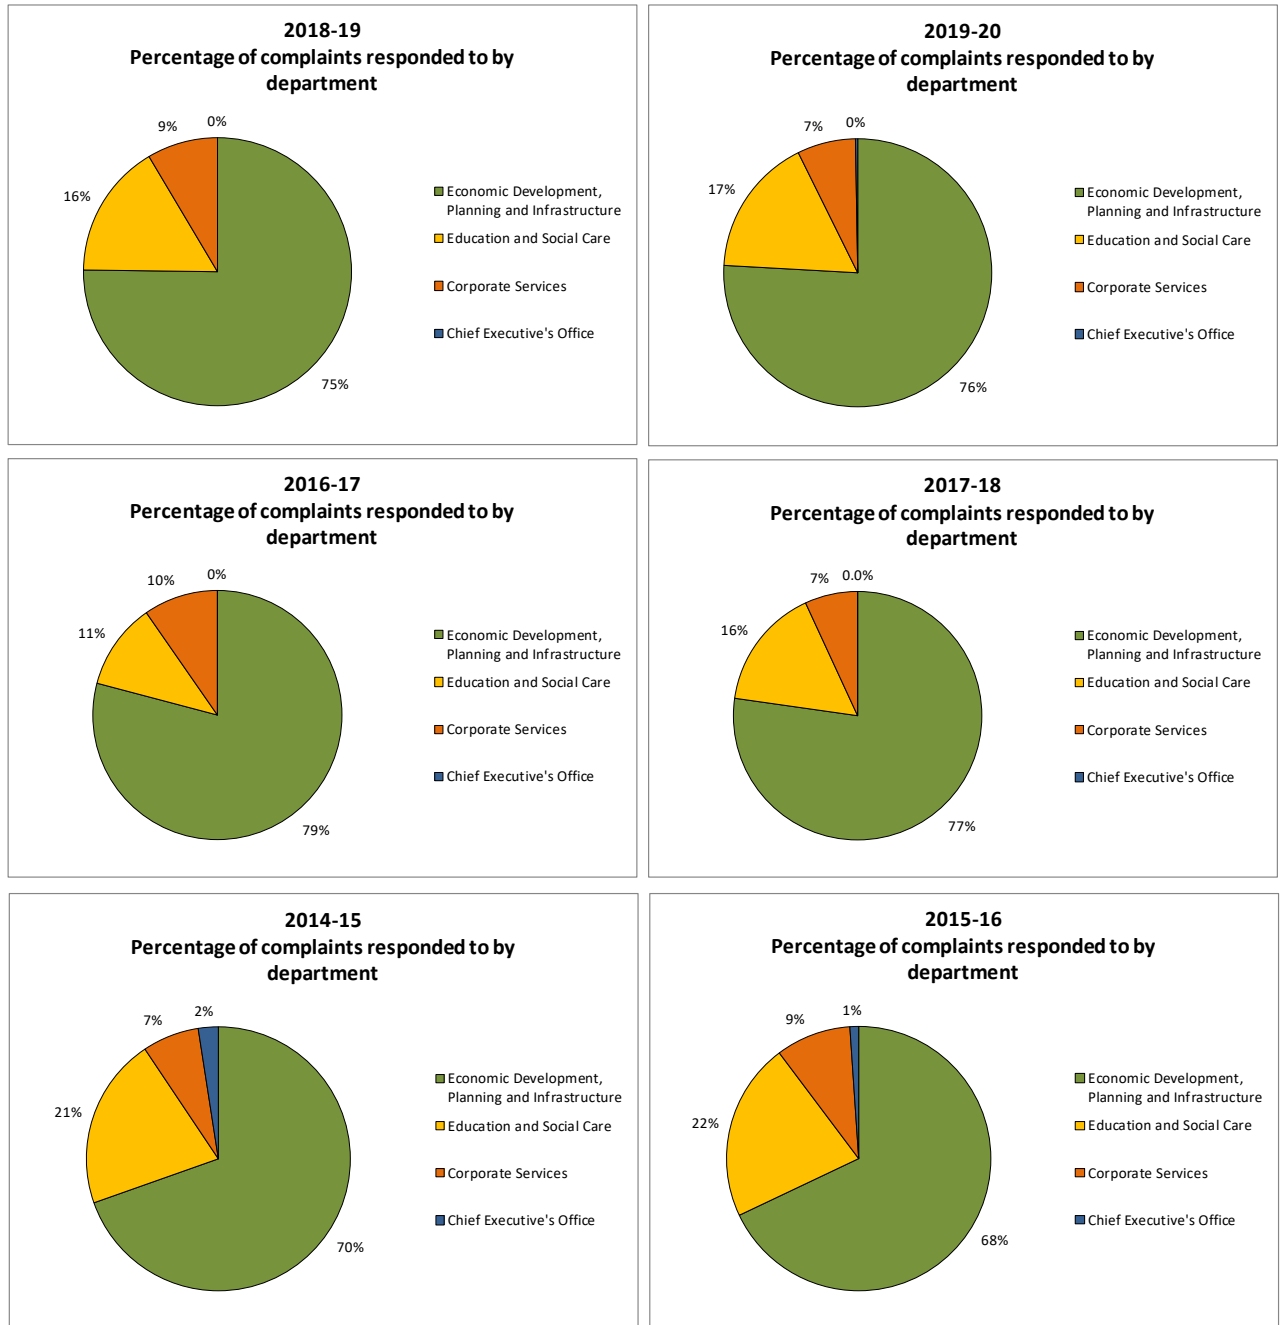 2018-19
Percentage of complaints responded to by
department
9%
0%
16%
75%
Economic Development,
Planning and Infrastructure
Education and Social Care
Corporate Services
Chief Executive's Office
2019-20
Percentage of complaints responded to by
department
7%
0%
17%
76%
Economic Development,
Planning and Infrastructure
Education and Social Care
Corporate Services
Chief Executive's Office
2016-17
Percentage of complaints responded to by
department
10%
0%
11%
79%
Economic Development,
Planning and Infrastructure
Education and Social Care
Corporate Services
Chief Executive's Office
2017-18
Percentage of complaints responded to by
department
7%
0.0%
16%
77%
Economic Development,
Planning and Infrastructure
Education and Social Care
Corporate Services
Chief Executive's Office
2014-15
Percentage of complaints responded to by
department
2%
7%
21%
70%
Economic Development,
Planning and Infrastructure
Education and Social Care
Corporate Services
Chief Executive's Office
2015-16
Percentage of complaints responded to by
department
1%
9%
22%
68%
Economic Development,
Planning and Infrastructure
Education and Social Care
Corporate Services
Chief Executive's Office